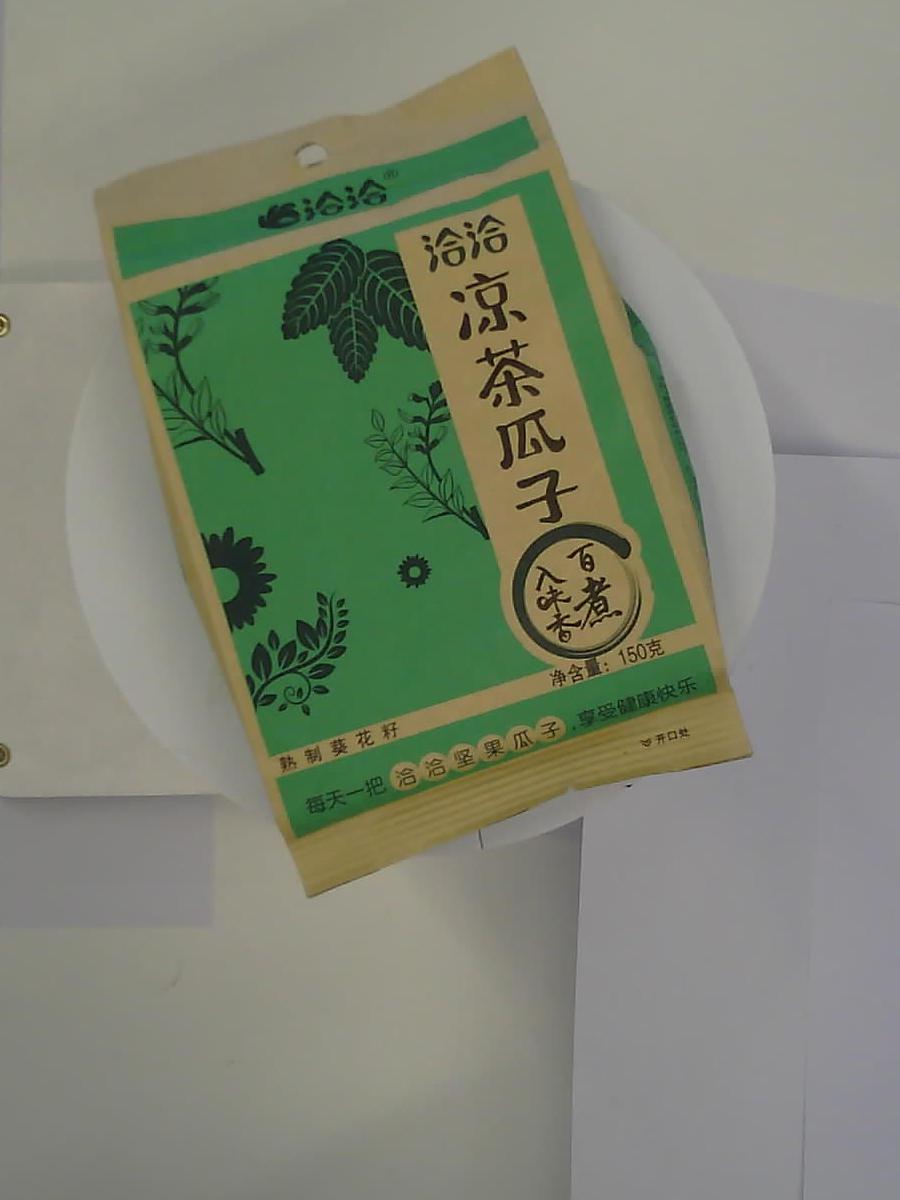 洽洽®
洽洽
凉茶瓜子
百煮
入味香
净含量：150克
熟制葵花籽
每天一把 洽洽坚果瓜子，享受健康快乐
开口处